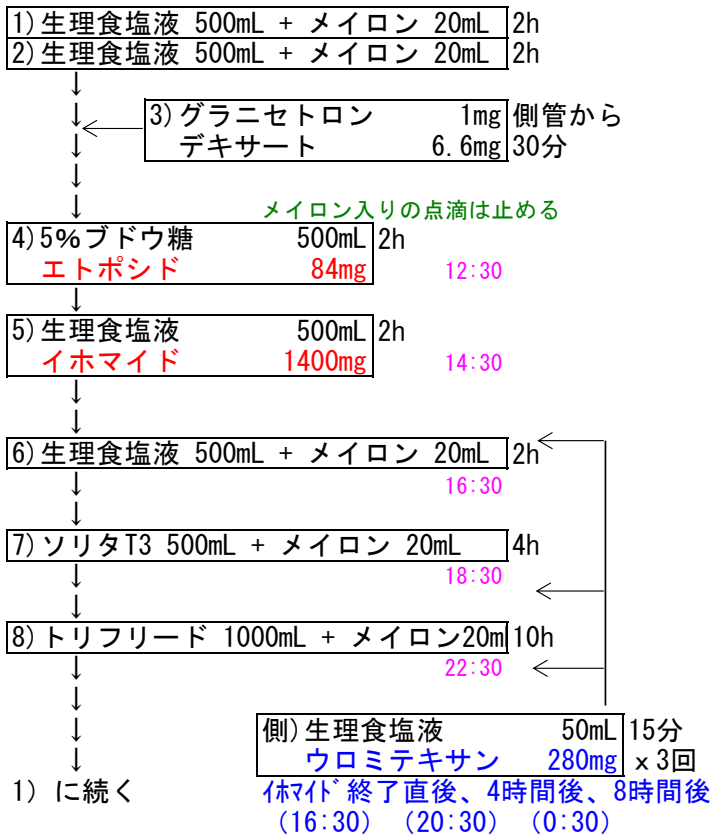 1)生理食塩液 500mL + メイロン 20mL 2h
2)生理食塩液 500mL + メイロン 20mL 2h
↓
↓ ← 3)グラニセトロン 1mg 側管から
↓ デキサート 6.6mg 30分
↓
↓ メイロン入りの点滴は止める
4)5%ブドウ糖 500mL 2h
エトポシド 84mg 12:30
↓
5)生理食塩液 500mL 2h
イホマイド 1400mg 14:30
↓
↓
6)生理食塩液 500mL + メイロン 20mL 2h ←
↓ 16:30
↓
7)ソリタT3 500mL + メイロン 20mL 4h
↓ 18:30
↓ ←
8)トリフリード 1000mL + メイロン20m 10h
↓ 22:30 ←
↓
↓ 側)生理食塩液 50mL 15分
↓ ウロミテキサン 280mg x3回
1) に続く ｲﾎﾏｲﾄﾞ終了直後、4時間後、8時間後
(16:30) (20:30) (0:30)